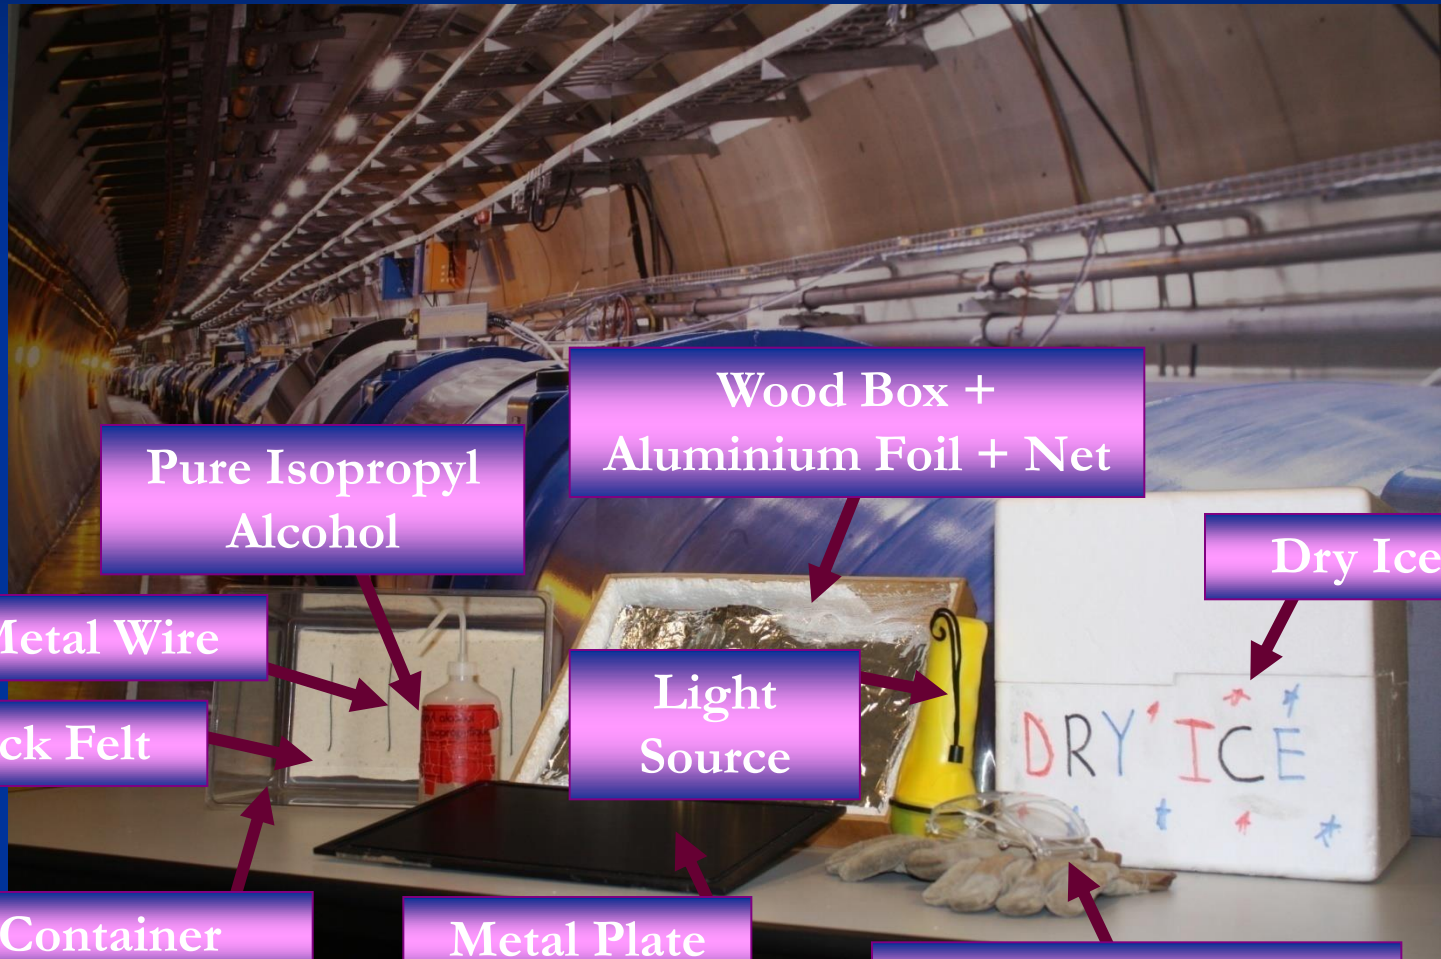 Wood Box +
Aluminium Foil + Net
Pure Isopropyl
Alcohol
Dry Ice
Metal Wire
Light
Source
ck Felt
DRY ICE
Container
Metal Plate